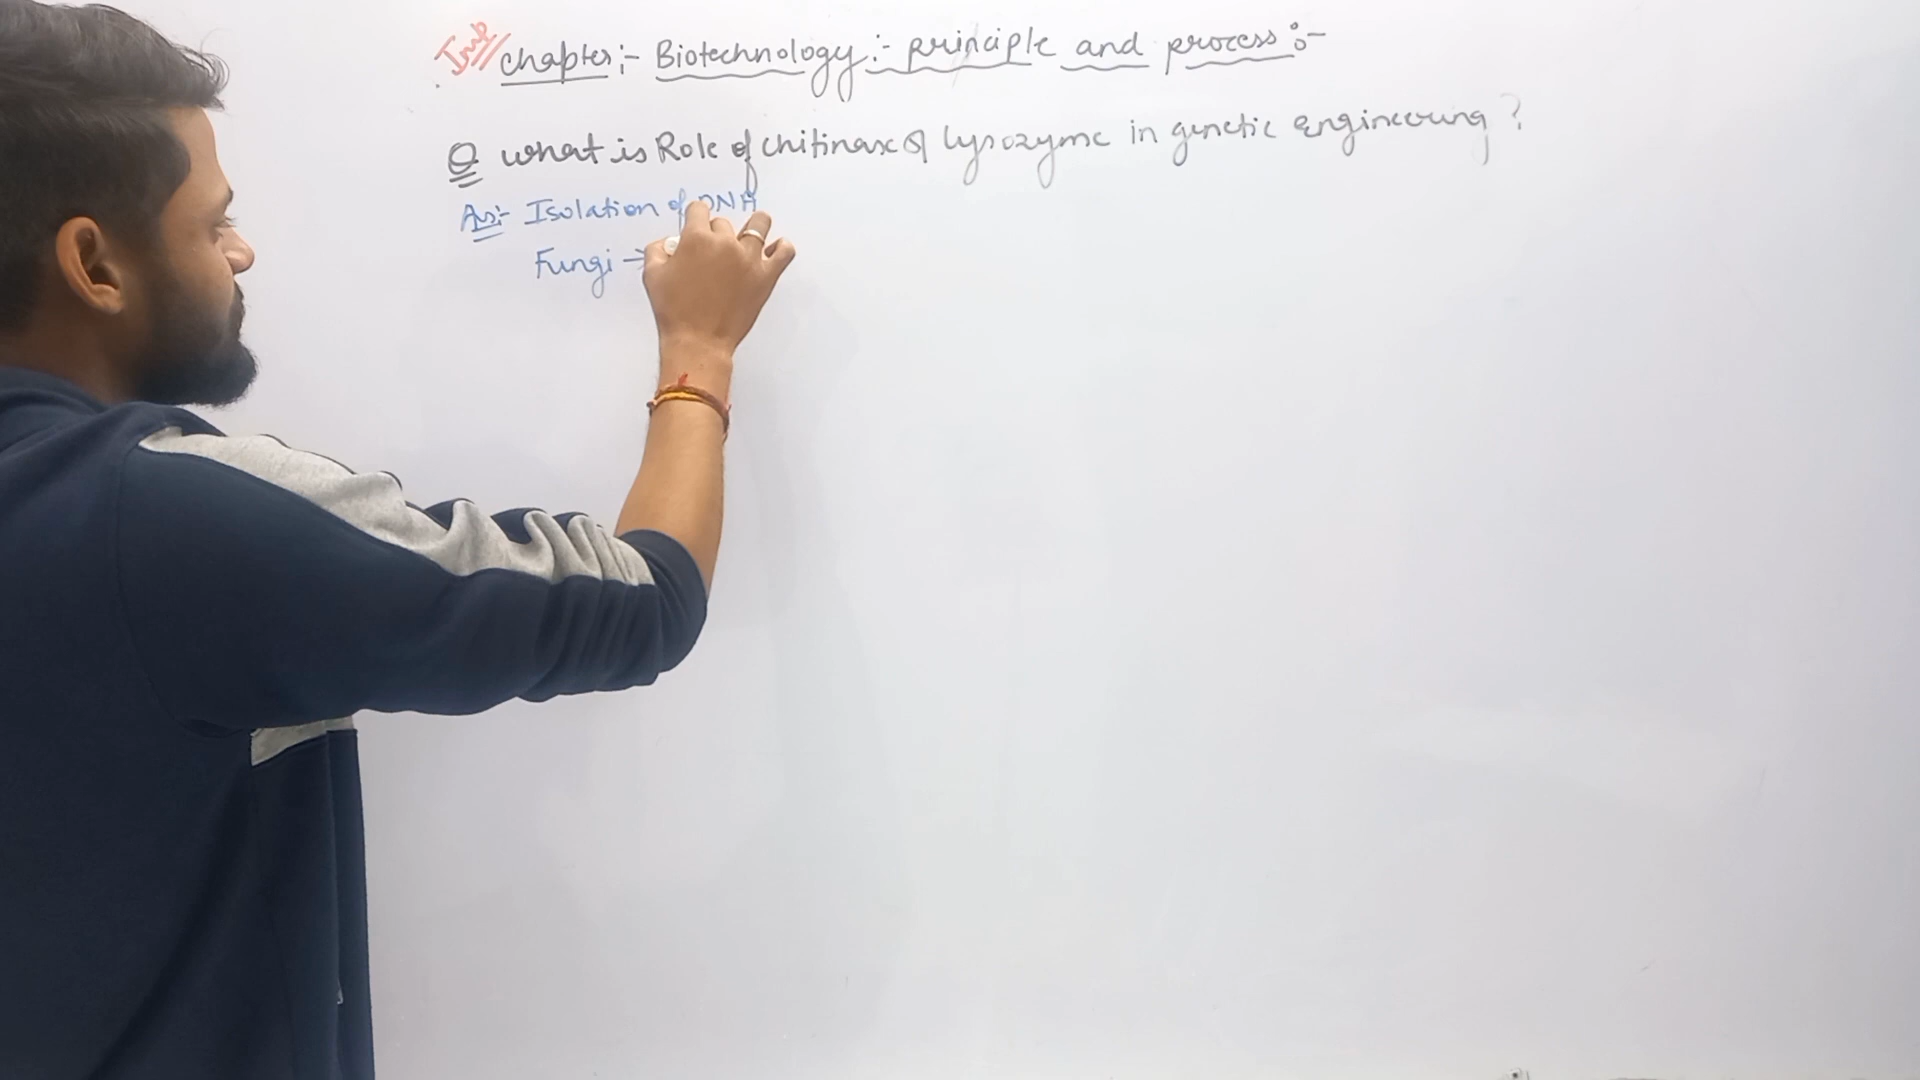 Imp
chapter:- Biotechnology:- principle and process:-
Q what is Role of chitinase & lysozyme in genetic engineering?
Ans:- Isolation of DNA
Fungi →